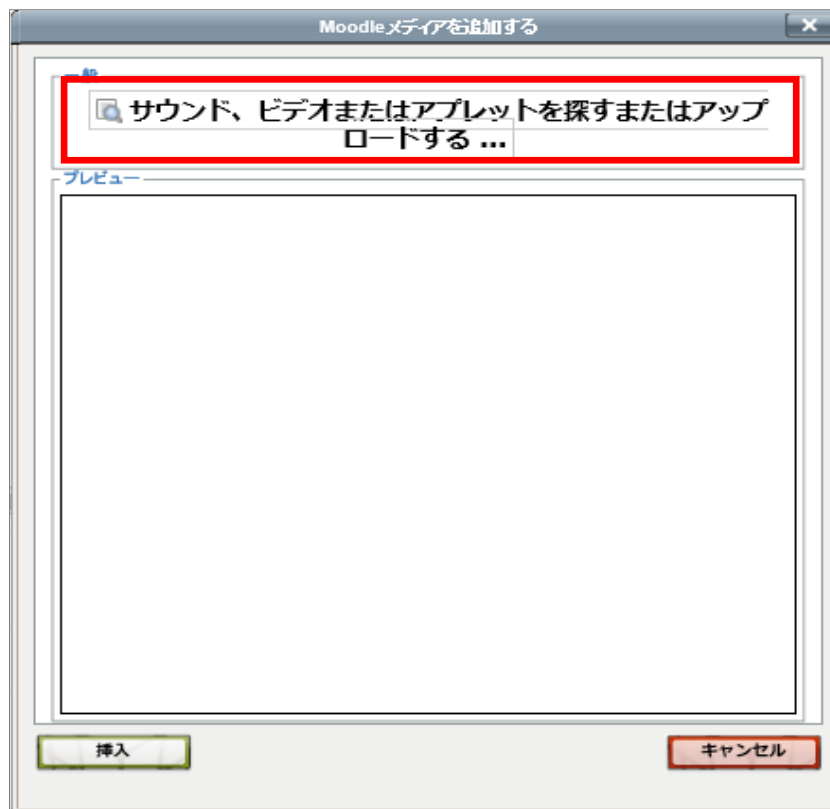 Moodleメディアを追加する
一般
サウンド、ビデオまたはアプレットを探すまたはアップ
ロードする ...
プレビュー
挿入
キャンセル